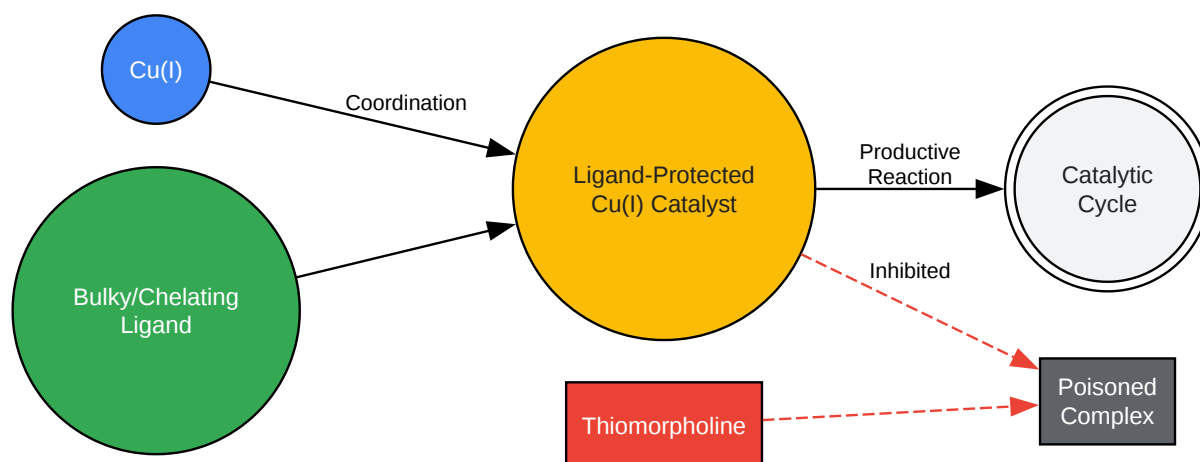 Cu(I)
Coordination
Bulky/Chelating
Ligand
Ligand-Protected
Cu(I) Catalyst
Productive
Reaction
Catalytic
Cycle
Inhibited
Thiomorpholine
Poisoned
Complex